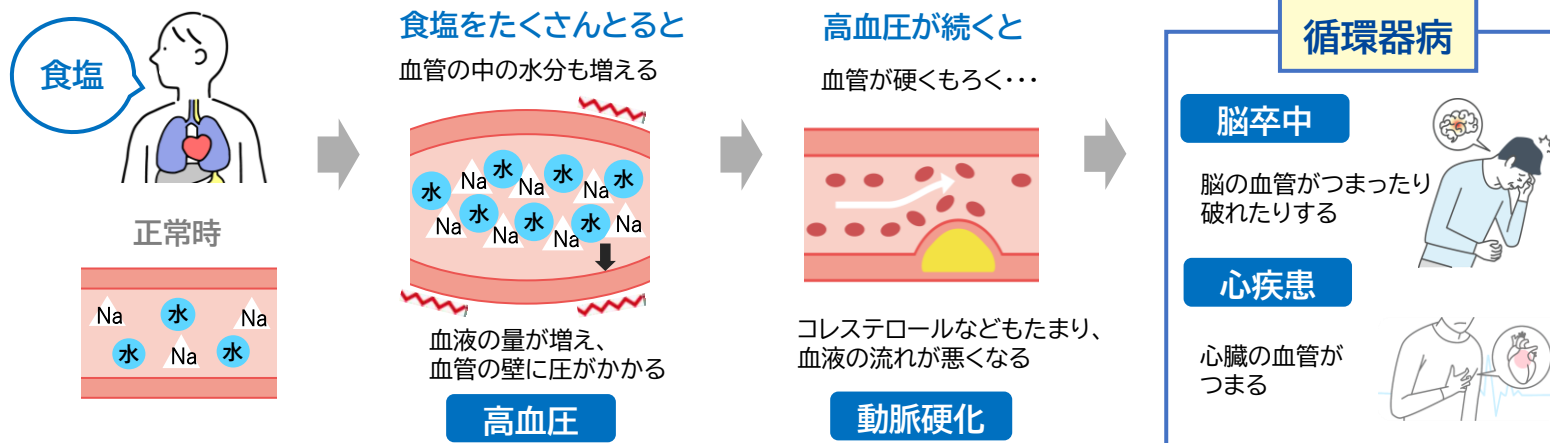 食塩
正常時
Na
水
Na
水
Na
水
食塩をたくさんとると
血管の中の水分も増える
水
Na
水
Na
水
Na
水
Na
水
Na
水
Na
水
Na
血液の量が増え、
血管の壁に圧がかかる
高血圧
高血圧が続くと
血管が硬くもろく・・・
コレステロールなどもたまり、
血液の流れが悪くなる
動脈硬化
循環器病
脳卒中
脳の血管がつまったり
破れたりする
心疾患
心臓の血管が
つまる